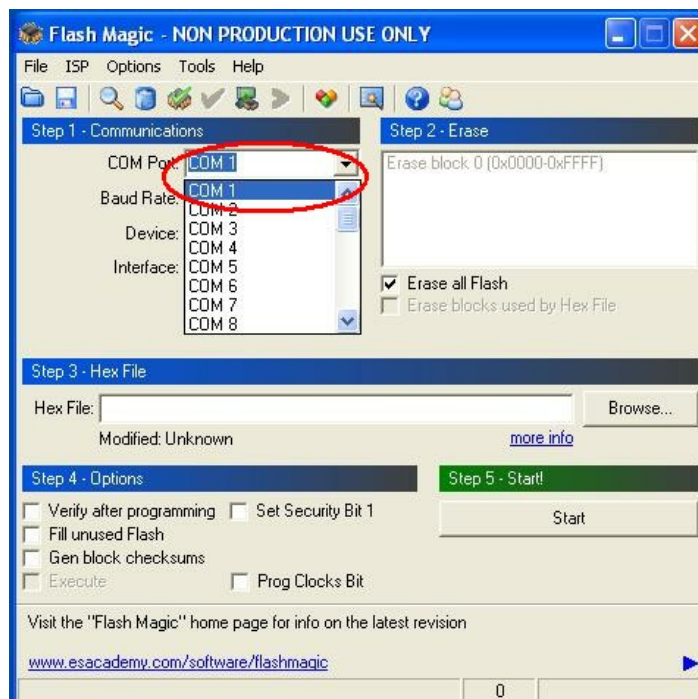 Flash Magic - NON PRODUCTION USE ONLY
File ISP Options Tools Help
Step 1 - Communications
COM Port: COM 1
COM 1
COM 2
COM 3
COM 4
COM 5
COM 6
COM 7
COM 8
Baud Rate:
Device:
Interface:
Step 2 - Erase
Erase block 0 (0x0000-0xFFFF)
Erase all Flash
Erase blocks used by Hex File
Step 3 - Hex File
Hex File:
Browse...
Modified: Unknown
more info
Step 4 - Options
Verify after programming
Set Security Bit 1
Fill unused Flash
Gen block checksums
Execute
Prog Clocks Bit
Step 5 - Start!
Start
Visit the "Flash Magic" home page for info on the latest revision
www.esacademy.com/software/flashmagic
0